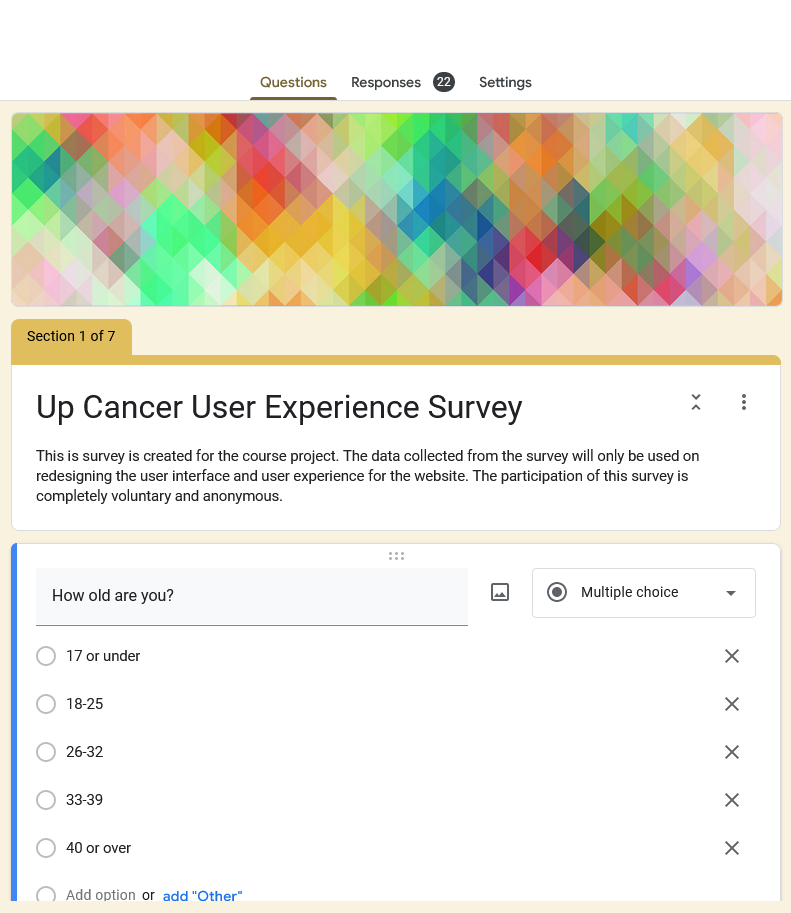 Questions Responses 22 Settings
Section 1 of 7
Up Cancer User Experience Survey
This is survey is created for the course project. The data collected from the survey will only be used on
redesigning the user interface and user experience for the website. The participation of this survey is
completely voluntary and anonymous.
How old are you? Multiple choice
17 or under
18-25
26-32
33-39
40 or over
Add option or add "Other"